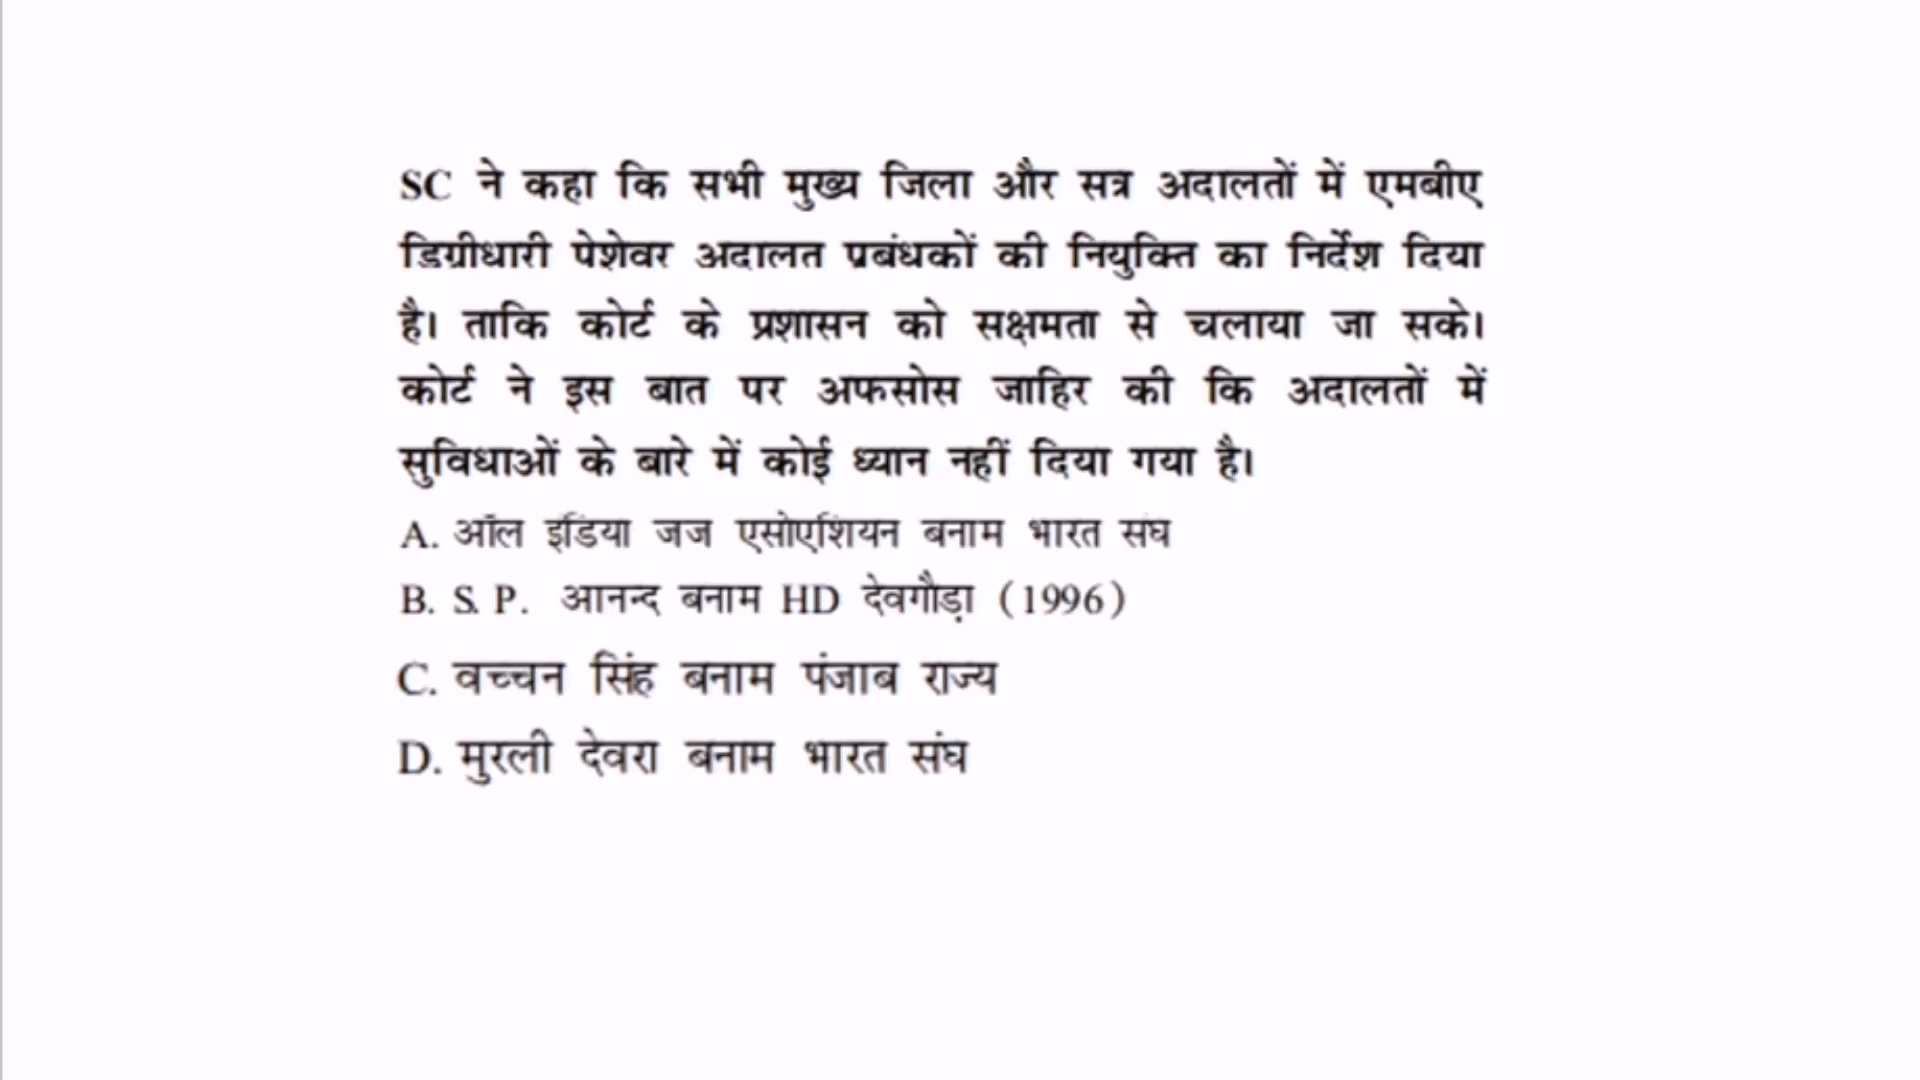 SC ने कहा कि सभी मुख्य जिला और सत्र अदालतों में एमबीए
डिग्रीधारी पेशेवर अदालत प्रबंधकों की नियुक्ति का निर्देश दिया
है। ताकि कोर्ट के प्रशासन को सक्षमता से चलाया जा सके।
कोर्ट ने इस बात पर अफसोस जाहिर की कि अदालतों में
सुविधाओं के बारे में कोई ध्यान नहीं दिया गया है।
A. ऑल इंडिया जज एसोएशियन बनाम भारत संघ
B. S. P. आनन्द बनाम HD देवगौड़ा (1996)
C. वच्चन सिंह बनाम पंजाब राज्य
D. मुरली देवरा बनाम भारत संघ